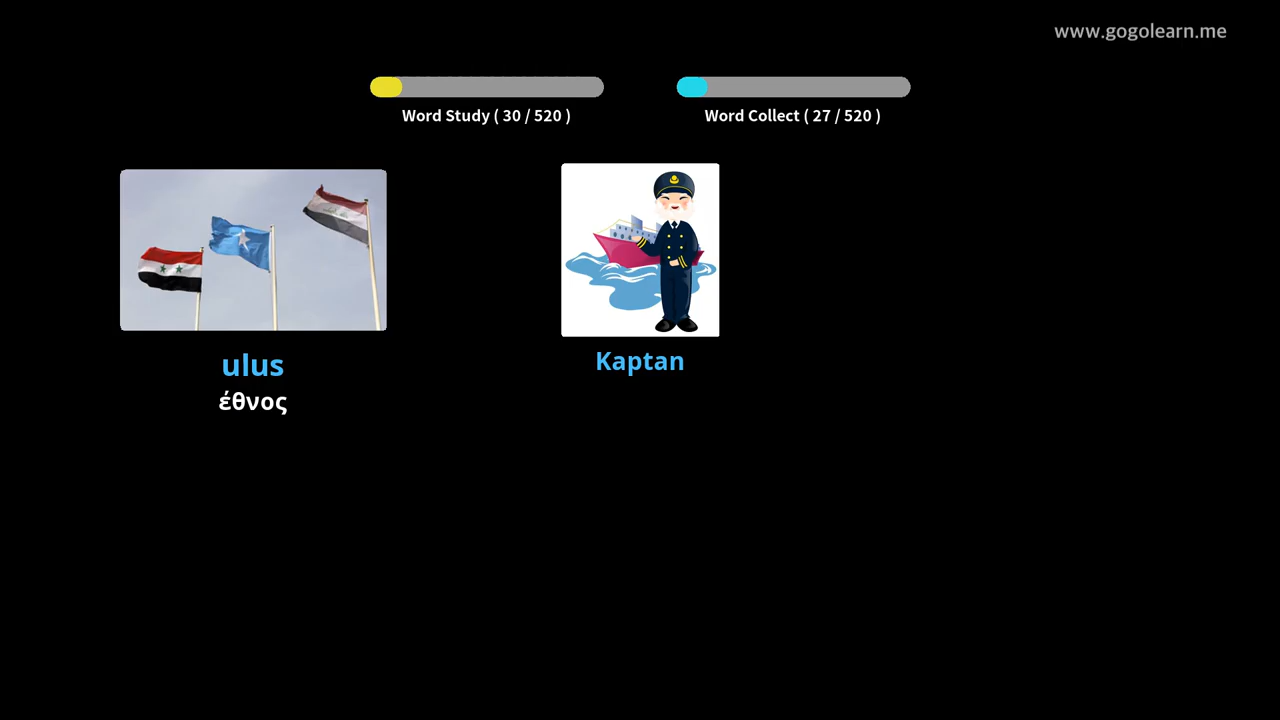 www.gogolearn.me
Word Study ( 30 / 520 )
Word Collect ( 27 / 520 )
ulus
έθνος
Kaptan